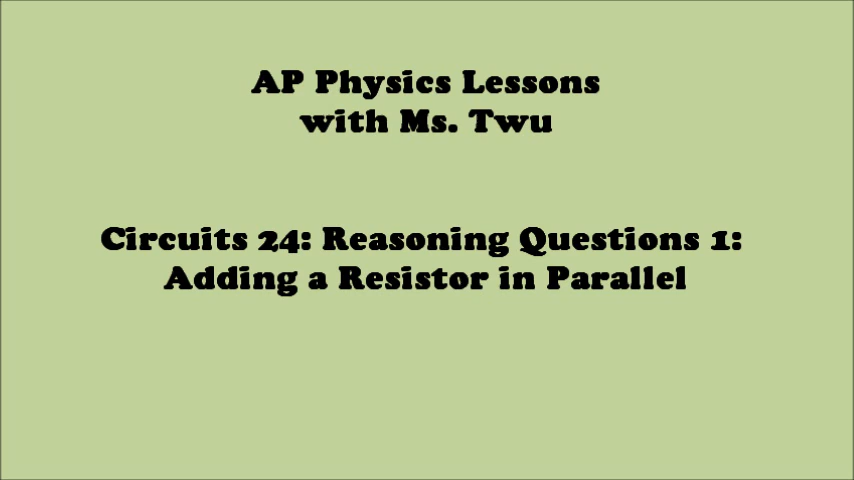 AP Physics Lessons
with Ms. Twu
Circuits 24: Reasoning Questions 1:
Adding a Resistor in Parallel